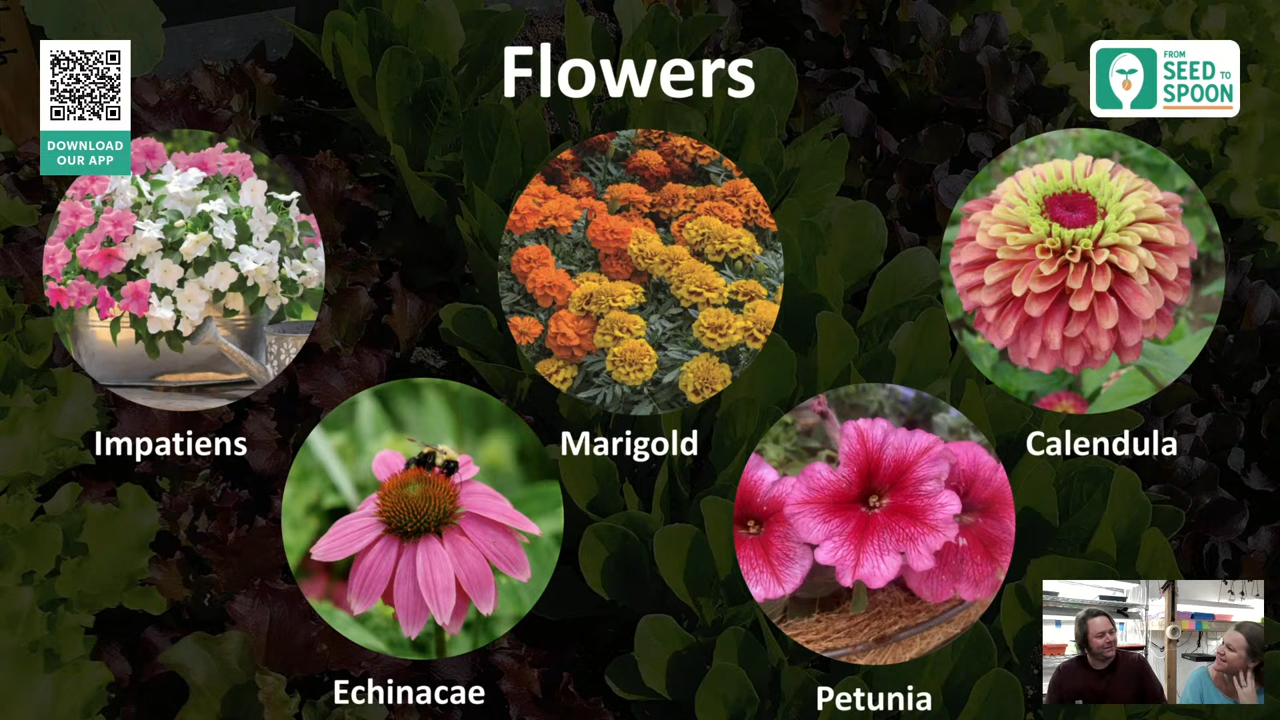 Flowers
DOWNLOAD
OUR APP
FROM
SEED TO
SPOON
Impatiens
Marigold
Calendula
Echinacae
Petunia